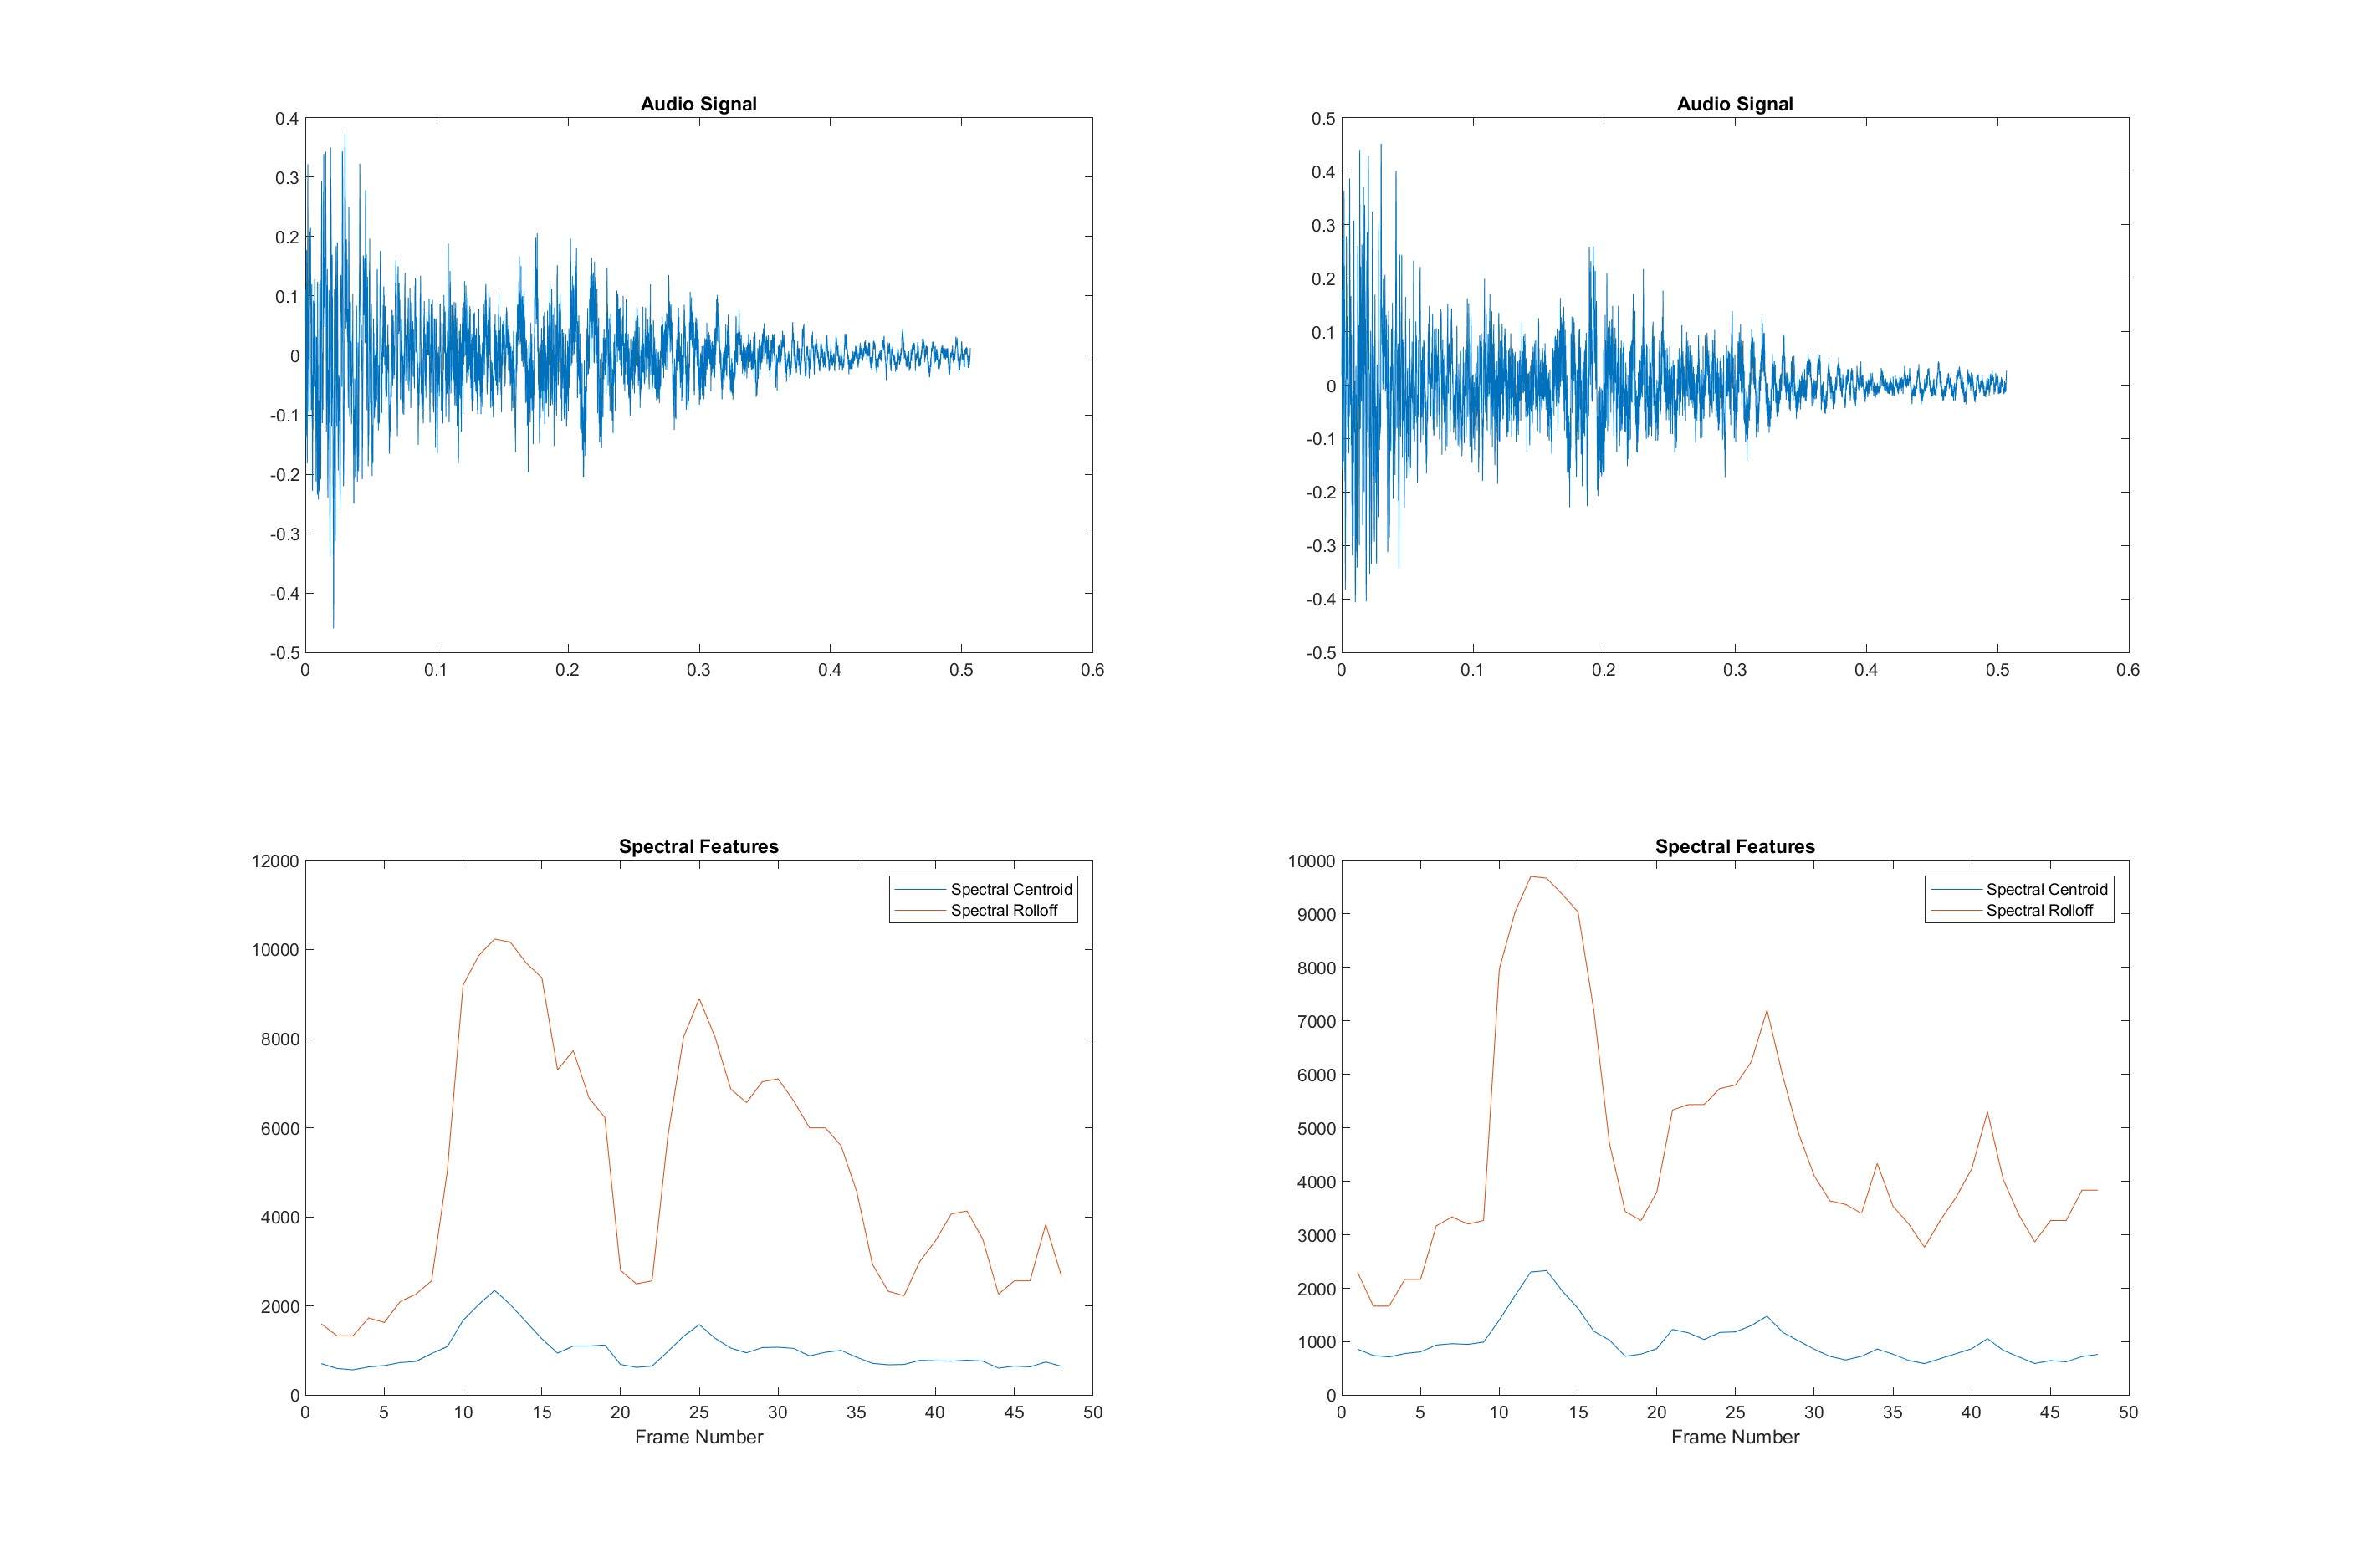 Audio Signal
0.4
0.3
0.2
0.1
0
-0.1
-0.2
-0.3
-0.4
-0.5
0 0.1 0.2 0.3 0.4 0.5 0.6
Audio Signal
0.5
0.4
0.3
0.2
0.1
0
-0.1
-0.2
-0.3
-0.4
-0.5
0 0.1 0.2 0.3 0.4 0.5 0.6
Spectral Features
12000
10000
8000
6000
4000
2000
0
Spectral Centroid
Spectral Rolloff
0 5 10 15 20 25 30 35 40 45 50
Frame Number
Spectral Features
10000
9000
8000
7000
6000
5000
4000
3000
2000
1000
0
Spectral Centroid
Spectral Rolloff
0 5 10 15 20 25 30 35 40 45 50
Frame Number